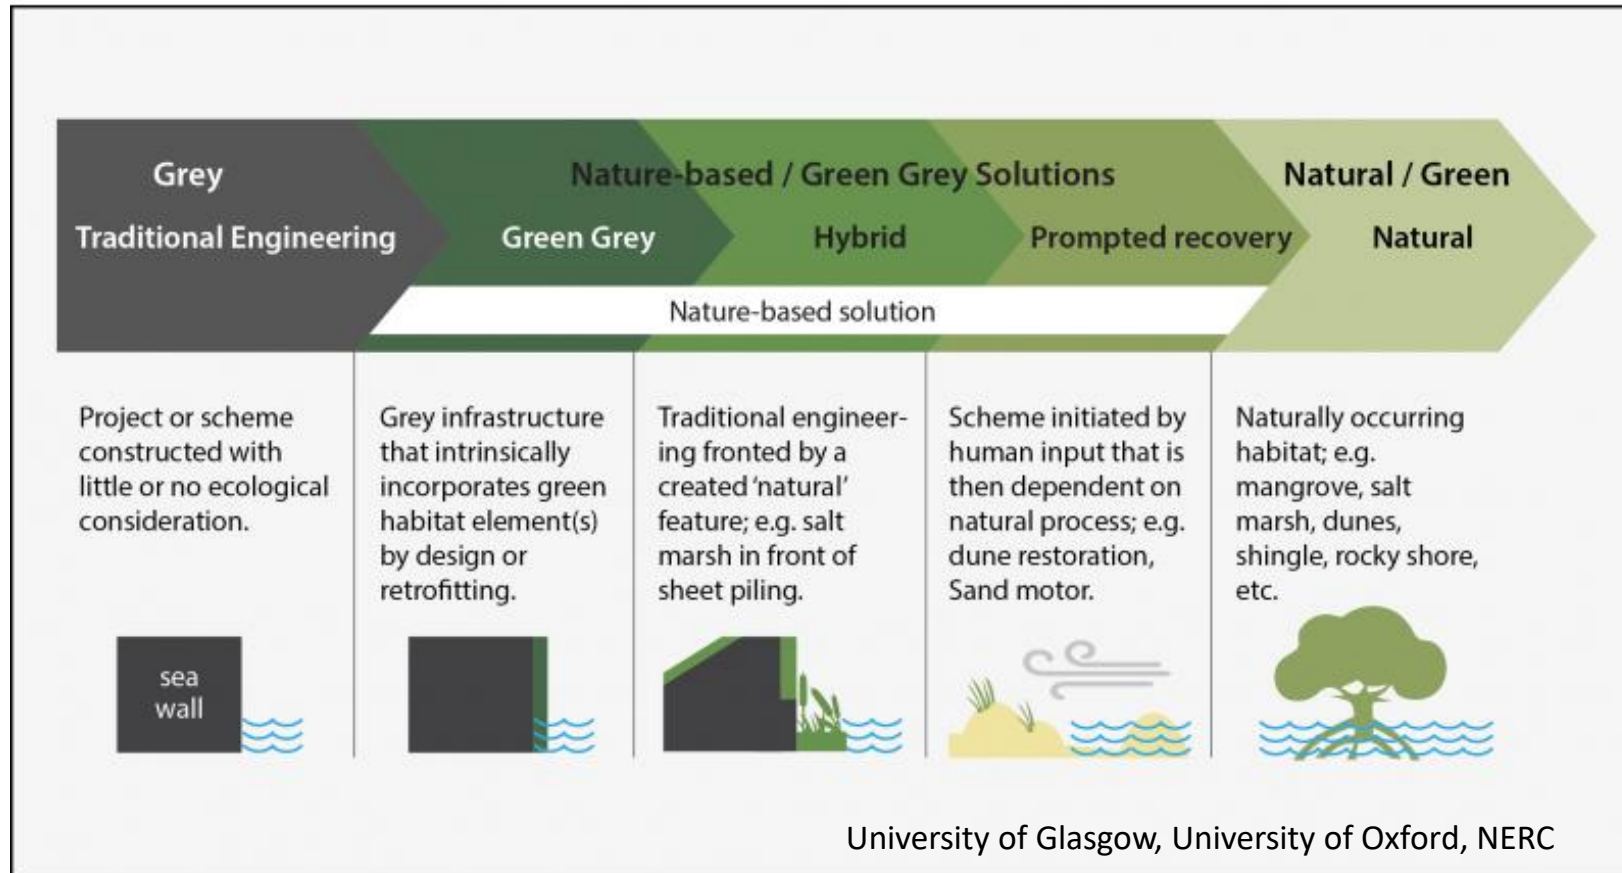 Grey
Nature-based / Green Grey Solutions
Natural / Green
Traditional Engineering
Green Grey
Hybrid
Prompted recovery
Natural
Nature-based solution
Project or scheme
constructed with
little or no ecological
consideration.
Grey infrastructure
that intrinsically
incorporates green
habitat element(s)
by design or
retrofitting.
Traditional engineer-
ing fronted by a
created ‘natural’
feature; e.g. salt
marsh in front of
sheet piling.
Scheme initiated by
human input that is
then dependent on
natural process; e.g.
dune restoration,
Sand motor.
Naturally occurring
habitat; e.g.
mangrove, salt
marsh, dunes,
shingle, rocky shore,
etc.
sea
wall
University of Glasgow, University of Oxford, NERC